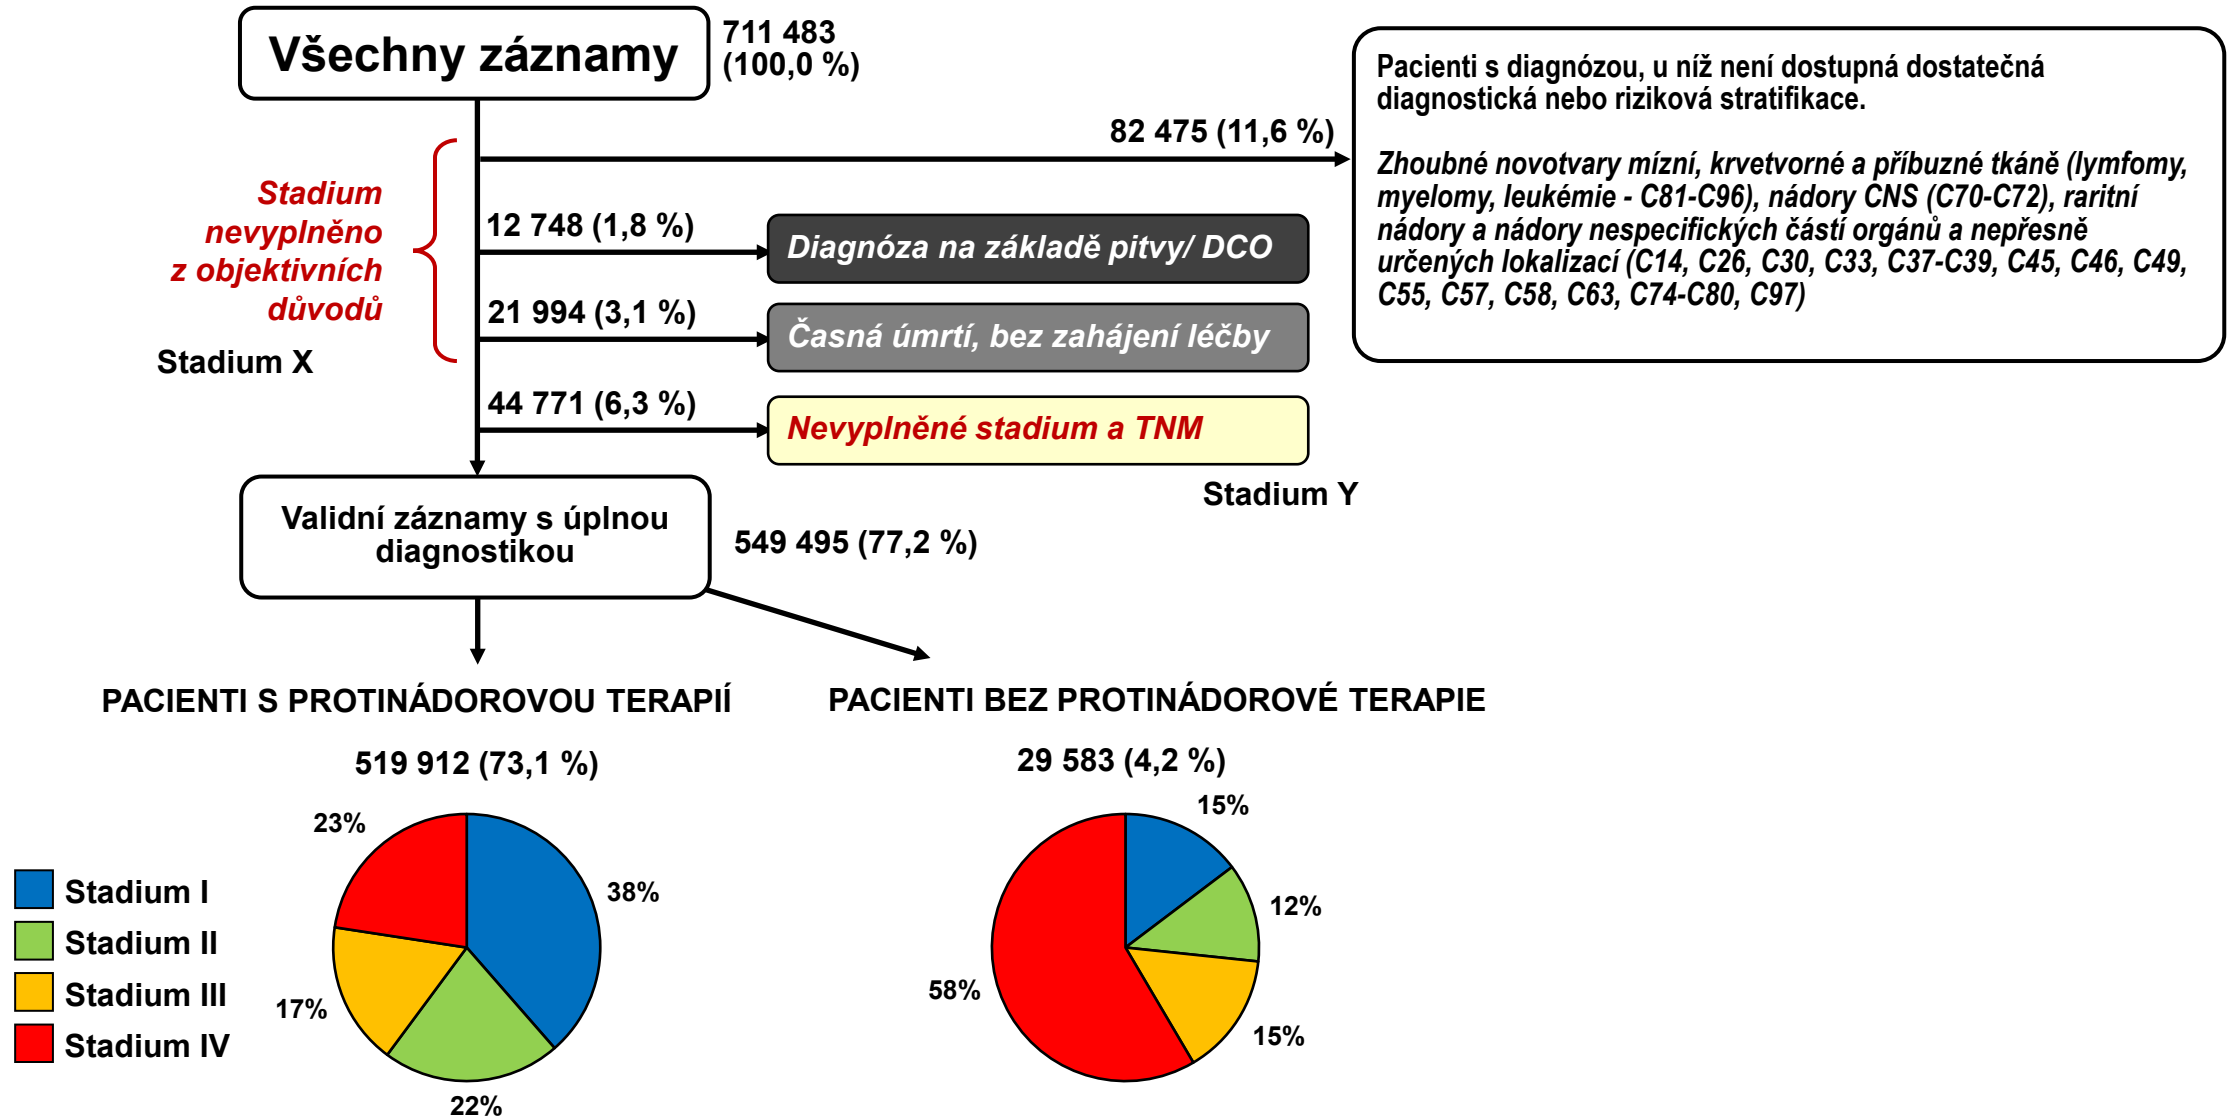 Všechny záznamy
711 483
(100,0 %)
Pacienti s diagnózou, u níž není dostupná dostatečná
diagnostická nebo riziková stratifikace.
Zhoubné novotvary mízní, krvetvorné a příbuzné tkáně (lymfomy,
myelomy, leukémie - C81-C96), nádory CNS (C70-C72), raritní
nádory a nádory nespecifických částí orgánů a nepřesně
určených lokalizací (C14, C26, C30, C33, C37-C39, C45, C46, C49,
C55, C57, C58, C63, C74-C80, C97)
82 475 (11,6 %)
Stadium
nevyplněno
z objektivních
důvodů
Stadium X
12 748 (1,8 %)
Diagnóza na základě pitvy/ DCO
21 994 (3,1 %)
Časná úmrtí, bez zahájení léčby
44 771 (6,3 %)
Nevyplněné stadium a TNM
Stadium Y
Validní záznamy s úplnou
diagnostikou
549 495 (77,2 %)
PACIENTI S PROTINÁDOROVOU TERAPIÍ
519 912 (73,1 %)
23%
38%
17%
22%
PACIENTI BEZ PROTINÁDOROVÉ TERAPIE
29 583 (4,2 %)
15%
12%
58%
15%
Stadium I
Stadium II
Stadium III
Stadium IV